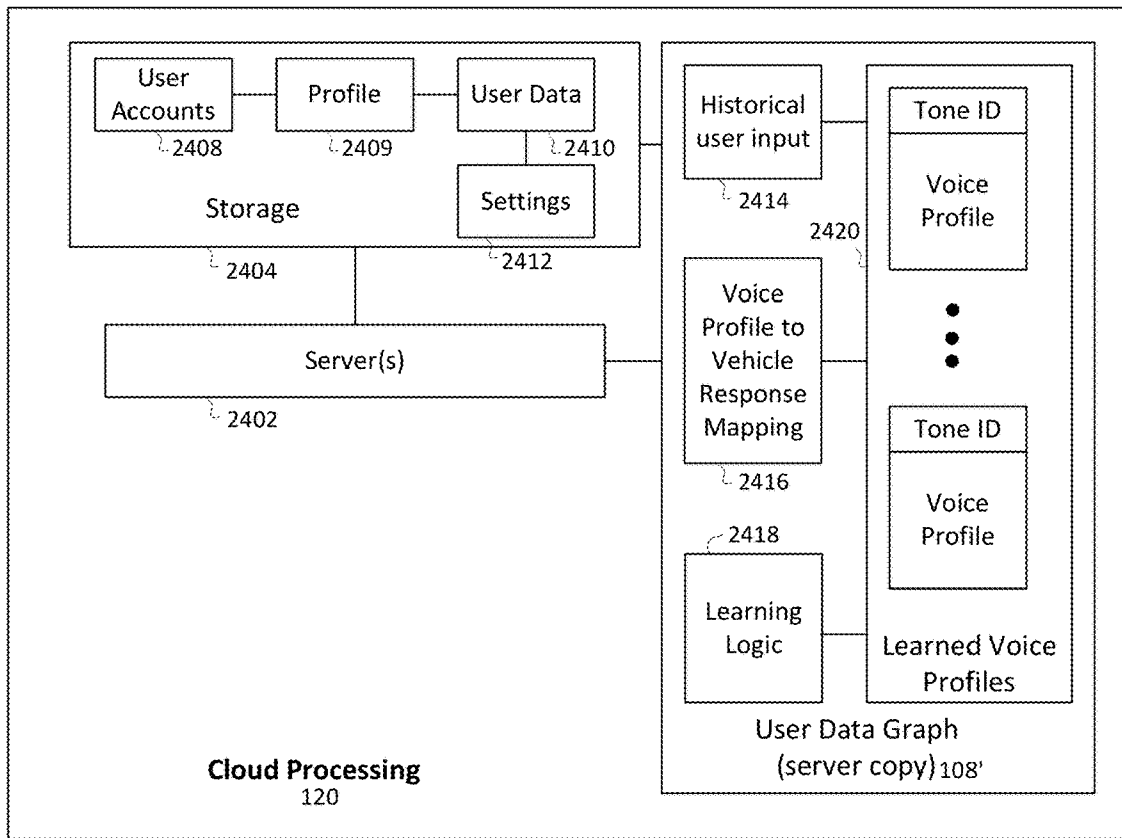 User
Accounts
2408
Profile
2409
User Data
2410
Settings
2412
Storage
2404
Server(s)
2402
Historical
user input
2414
Voice
Profile to
Vehicle
Response
Mapping
2416
2418
Learning
Logic
2420
Tone ID
Voice
Profile
Tone ID
Voice
Profile
Learned Voice
Profiles
User Data Graph
(server copy) 108'
Cloud Processing
120